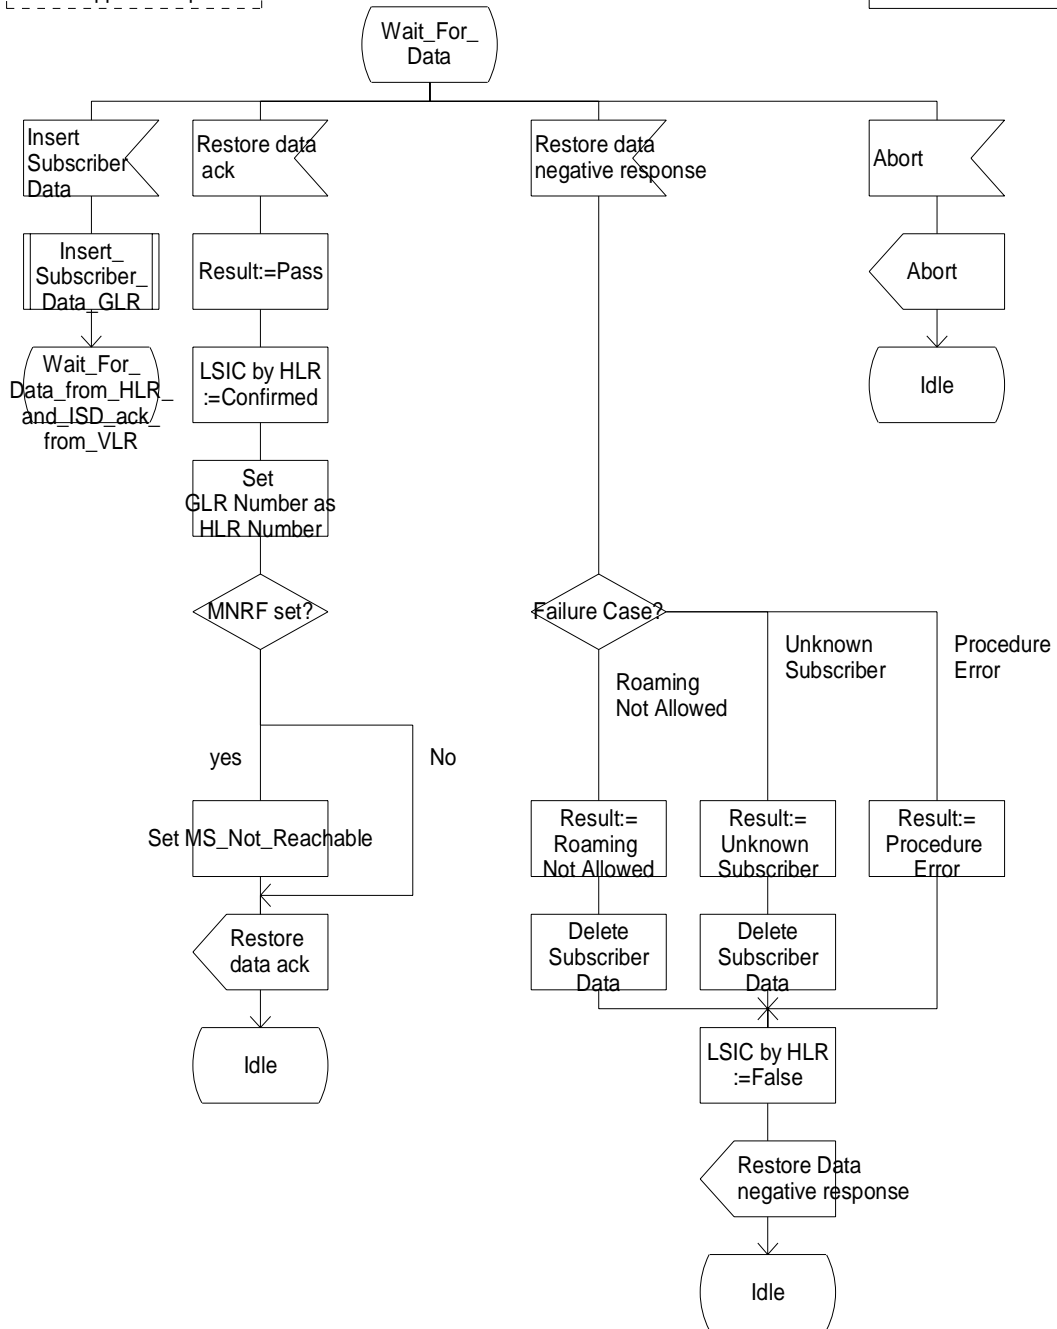 Wait_For_
Data
Insert
Subscriber
Data
Restore data
ack
Restore data
negative response
Abort
Insert_
Subscriber_
Data_GLR
Result:=Pass
Abort
Wait_For_
Data_from_HLR_
and_ISD_ack_
from_VLR
LSIC by HLR
:=Confirmed
Idle
Set
GLR Number as
HLR Number
MNRF set?
Failure Case?
Roaming
Not Allowed
Unknown
Subscriber
Procedure
Error
yes
No
Set MS_Not_Reachable
Result:=
Roaming
Not Allowed
Result:=
Unknown
Subscriber
Result:=
Procedure
Error
Restore
data ack
Delete
Subscriber
Data
Delete
Subscriber
Data
Idle
LSIC by HLR
:=False
Restore Data
negative response
Idle